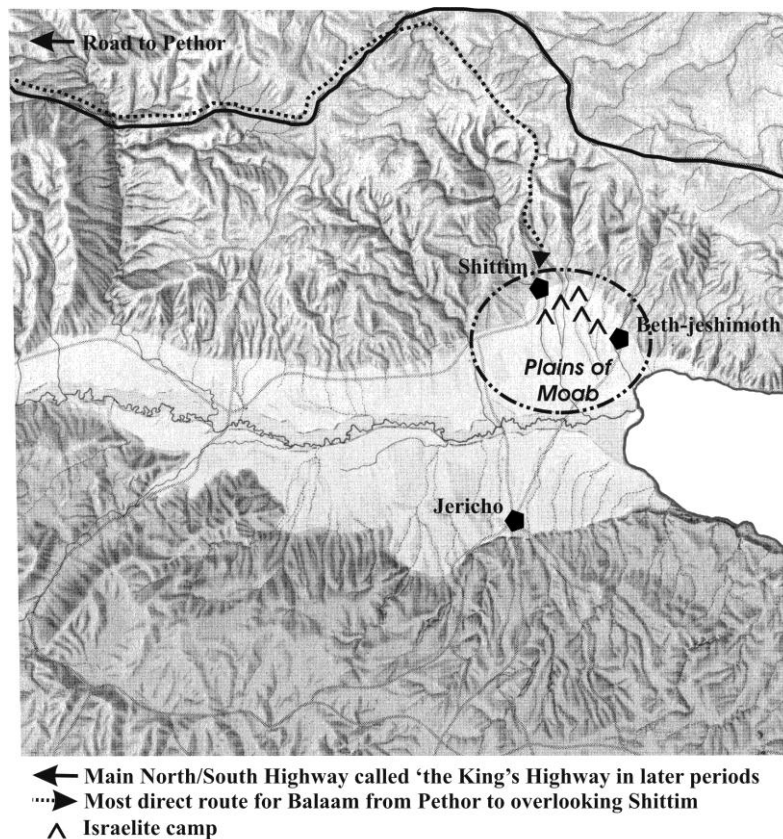 Road to Pethor
Shittim
Beth-jeshimoth
Plains of
Moab
Jericho
Main North/South Highway called ‘the King’s Highway in later periods
Most direct route for Balaam from Pethor to overlooking Shittim
Israelite camp